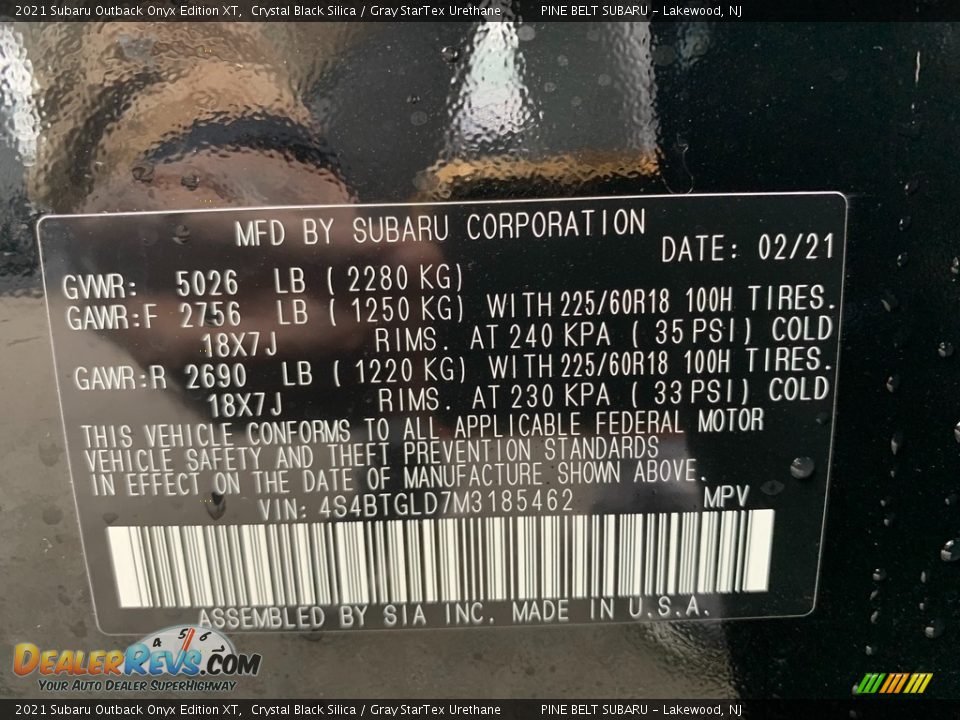 2021 Subaru Outback Onyx Edition XT, Crystal Black Silica / Gray StarTex Urethane PINE BELT SUBARU - Lakewood, NJ
MFD BY SUBARU CORPORATION
DATE: 02/21
GVWR: 5026 LB ( 2280 KG)
GAWR:F 2756 LB ( 1250 KG) WITH 225/60R18 100H TIRES.
18X7J RIMS. AT 240 KPA ( 35 PSI) COLD
GAWR:R 2690 LB ( 1220 KG) WITH 225/60R18 100H TIRES.
18X7J RIMS. AT 230 KPA ( 33 PSI) COLD
THIS VEHICLE CONFORMS TO ALL APPLICABLE FEDERAL MOTOR
VEHICLE SAFETY AND THEFT PREVENTION STANDARDS
IN EFFECT ON THE DATE OF MANUFACTURE SHOWN ABOVE.
VIN: 4S4BTGLD7M3185462 MPV
ASSEMBLED BY SIA INC. MADE IN U.S.A.
4 5 6
DealerRevs.com
Your Auto Dealer SuperHighway
2021 Subaru Outback Onyx Edition XT, Crystal Black Silica / Gray StarTex Urethane PINE BELT SUBARU - Lakewood, NJ